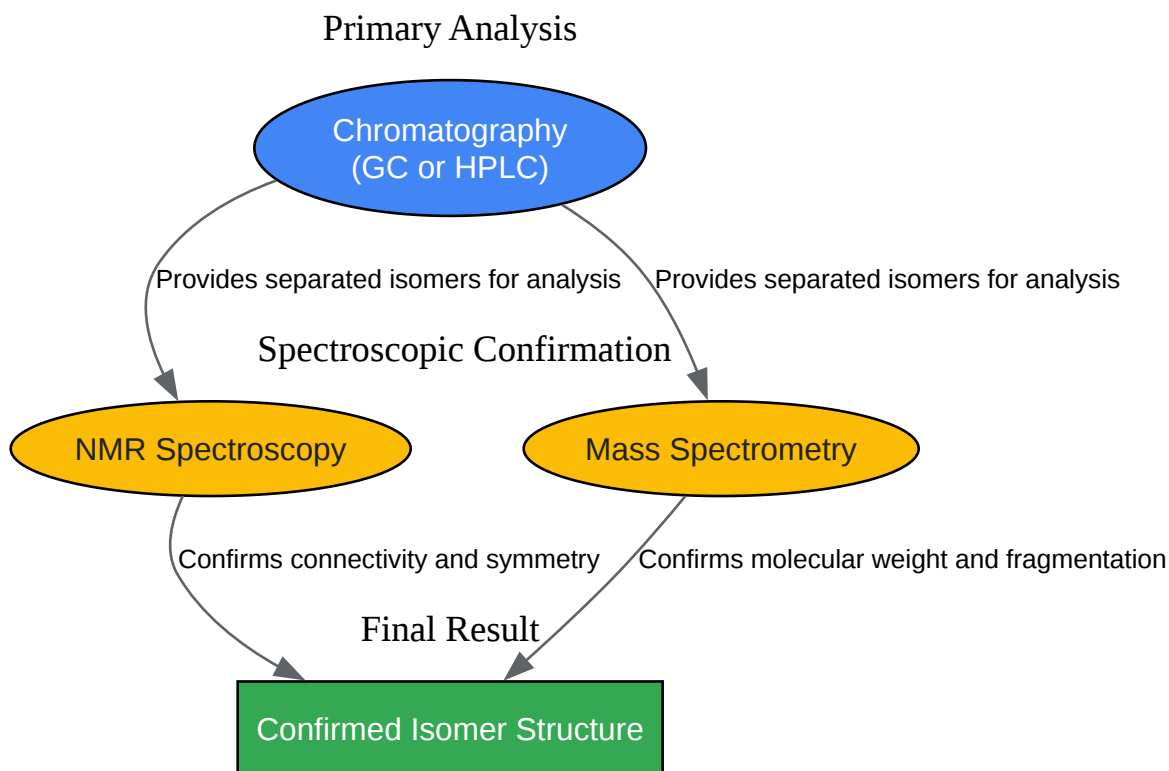 Primary Analysis
Chromatography
(GC or HPLC)
Provides separated isomers for analysis
Provides separated isomers for analysis
Spectroscopic Confirmation
NMR Spectroscopy
Mass Spectrometry
Confirms connectivity and symmetry
Confirms molecular weight and fragmentation
Final Result
Confirmed Isomer Structure